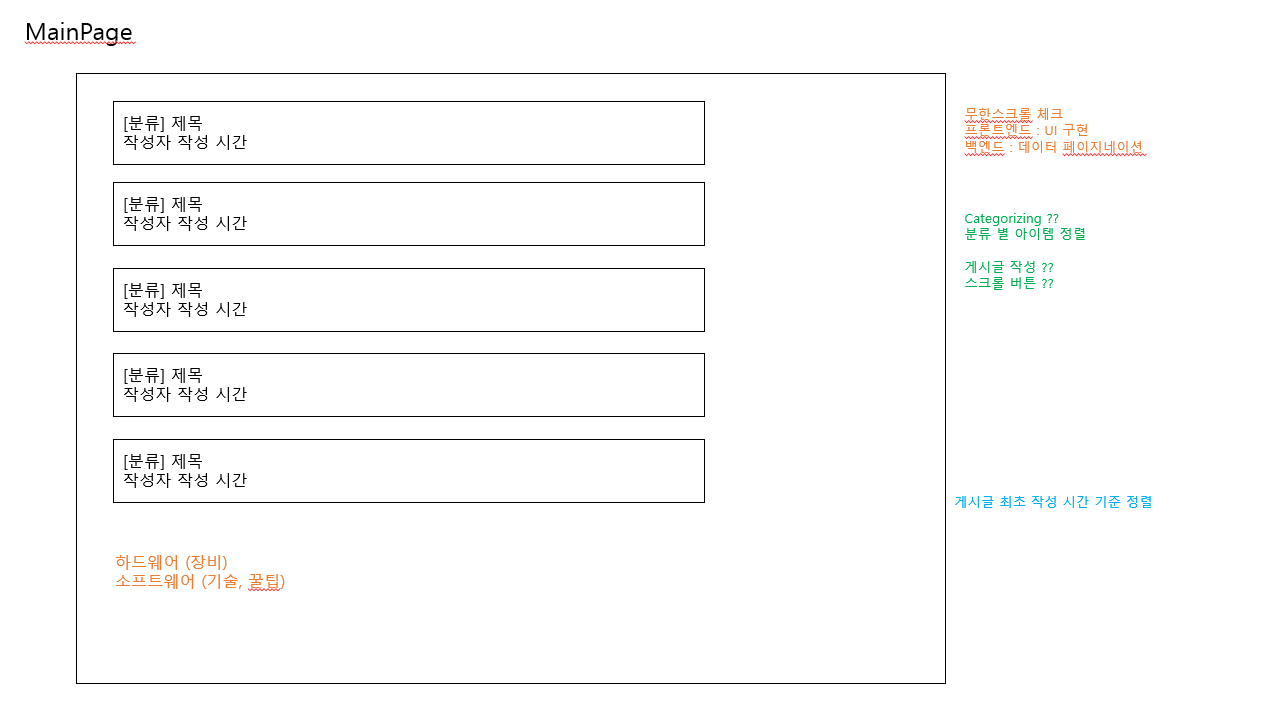 MainPage
[분류] 제목
작성자 작성 시간
[분류] 제목
작성자 작성 시간
[분류] 제목
작성자 작성 시간
[분류] 제목
작성자 작성 시간
[분류] 제목
작성자 작성 시간
하드웨어 (장비)
소프트웨어 (기술, 꿀팁)
무한스크롤 체크
프론트엔드 : UI 구현
백엔드 : 데이터 페이지네이션
Categorizing ??
분류 별 아이템 정렬
게시글 작성 ??
스크롤 버튼 ??
게시글 최초 작성 시간 기준 정렬